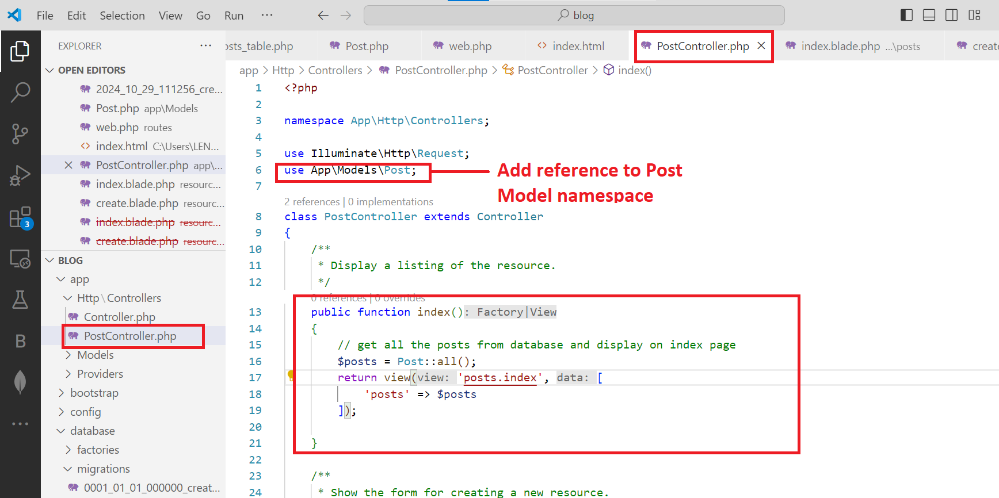 File Edit Selection View Go Run ··· blog
EXPLORER ···
OPEN EDITORS
2024_10_29_111256_cre...
Post.php app\Models
web.php routes
index.html C:\Users\LEN...
PostController.php app\...
index.blade.php resourc...
create.blade.php resourc...
index.blade.php resourc...
create.blade.php resourc...
BLOG
app
Http\Controllers
Controller.php
PostController.php
Models
Providers
bootstrap
config
database
factories
migrations
0001_01_01_000000_creat...
3
B
osts_table.php Post.php web.php index.html PostController.php index.blade.php ...\posts create
app > Http > Controllers > PostController.php > PostController > index()
1 <?php
2
3 namespace App\Http\Controllers;
4
5 use Illuminate\Http\Request;
6 use App\Models\Post;
7
Add reference to Post
Model namespace
2 references | 0 implementations
8 class PostController extends Controller
9 {
10 /**
11 * Display a listing of the resource.
12 */
0 references | 0 overrides
13 public function index(): Factory|View
14 {
15 // get all the posts from database and display on index page
16 $posts = Post::all();
17 return view(view: 'posts.index', data: [
18 'posts' => $posts
19 ]);
20
21 }
22
23 /**
24 * Show the form for creating a new resource.